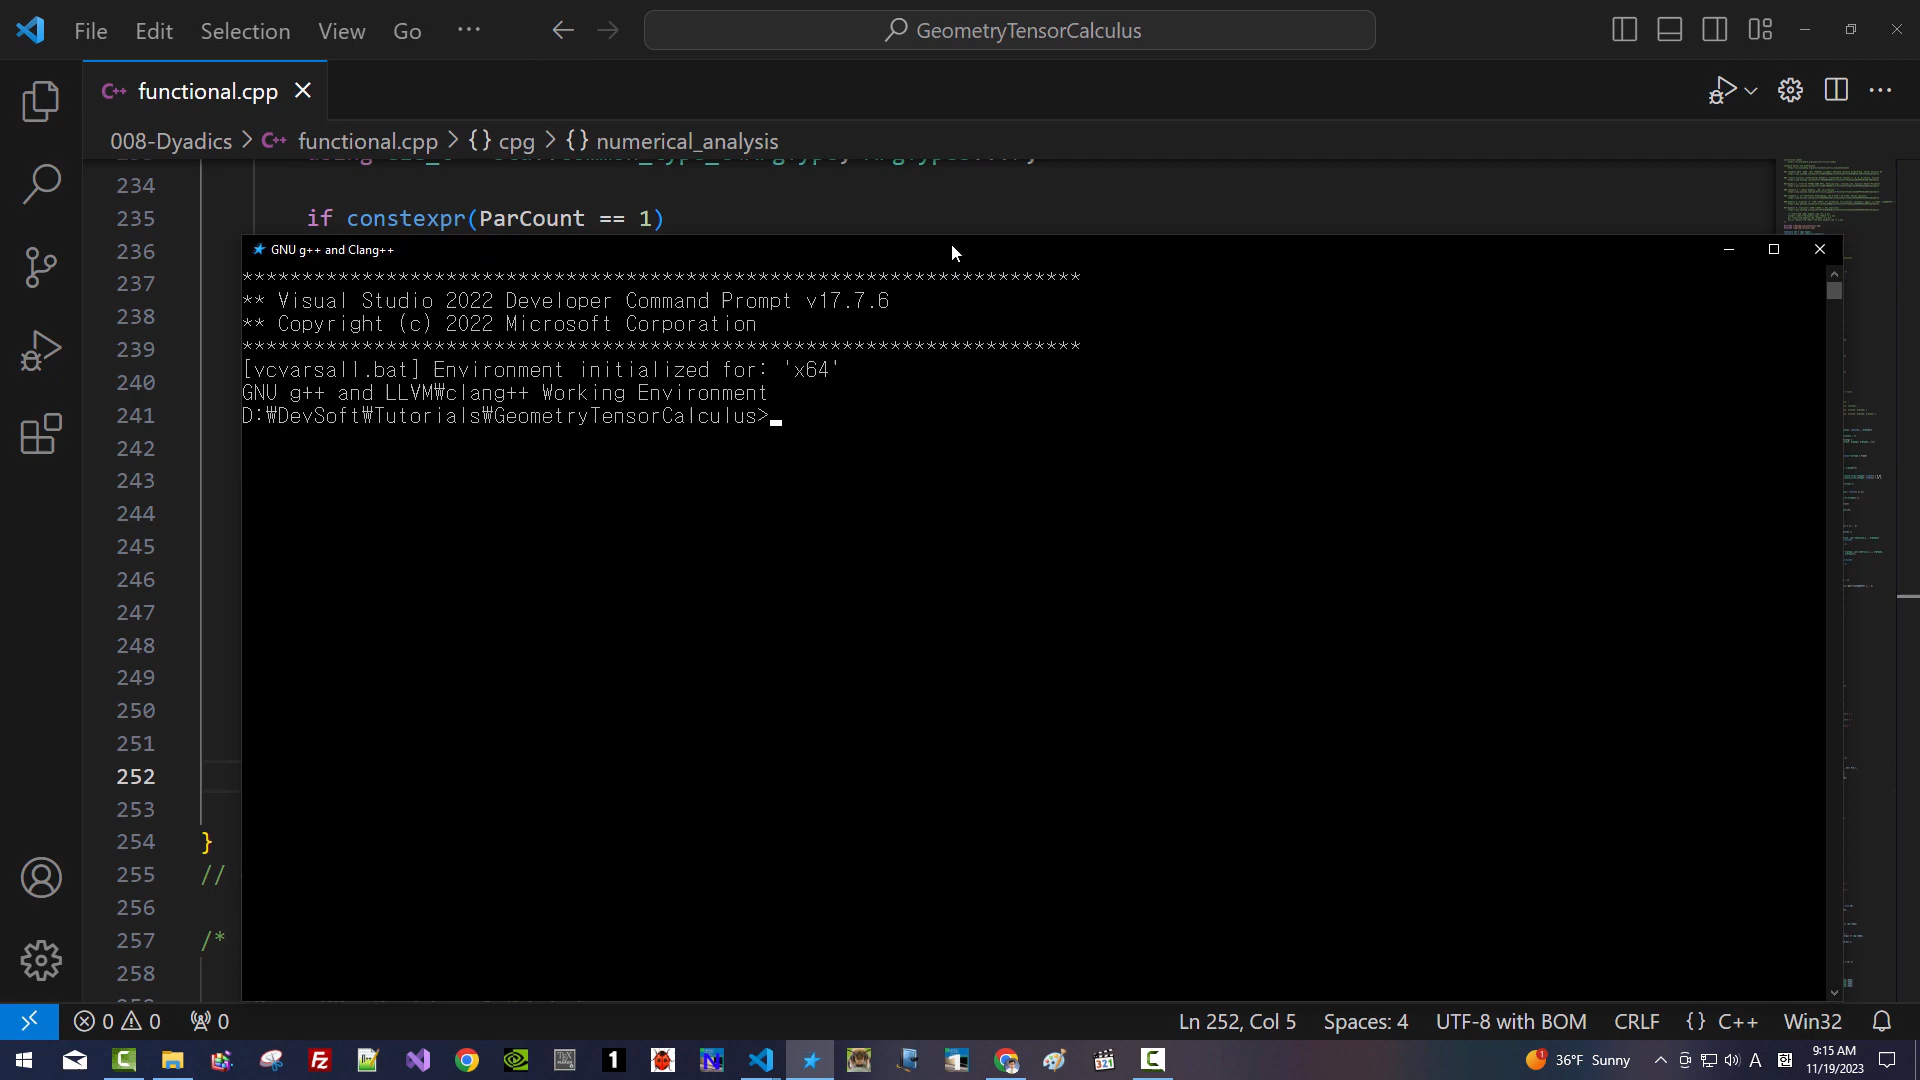 File Edit Selection View Go ···
GeometryTensorCalculus
C++ functional.cpp
008-Dyadics > C++ functional.cpp > {} cpg > {} numerical_analysis
234
235 if constexpr(ParCount == 1)
236
237
238
239
240
241
242
243
244
245
246
247
248
249
250
251
252
253
254 }
255 //
256
257 /*
258
GNU g++ and Clang++
**********************************************************************
** Visual Studio 2022 Developer Command Prompt v17.7.6
** Copyright (c) 2022 Microsoft Corporation
**********************************************************************
[vcvarsall.bat] Environment initialized for: 'x64'
GNU g++ and LLVM₩clang++ Working Environment
D:₩DevSoft₩Tutorials₩GeometryTensorCalculus>
0 0 0
Ln 252, Col 5 Spaces: 4 UTF-8 with BOM CRLF {} C++ Win32
36°F Sunny
A
9:15 AM
11/19/2023